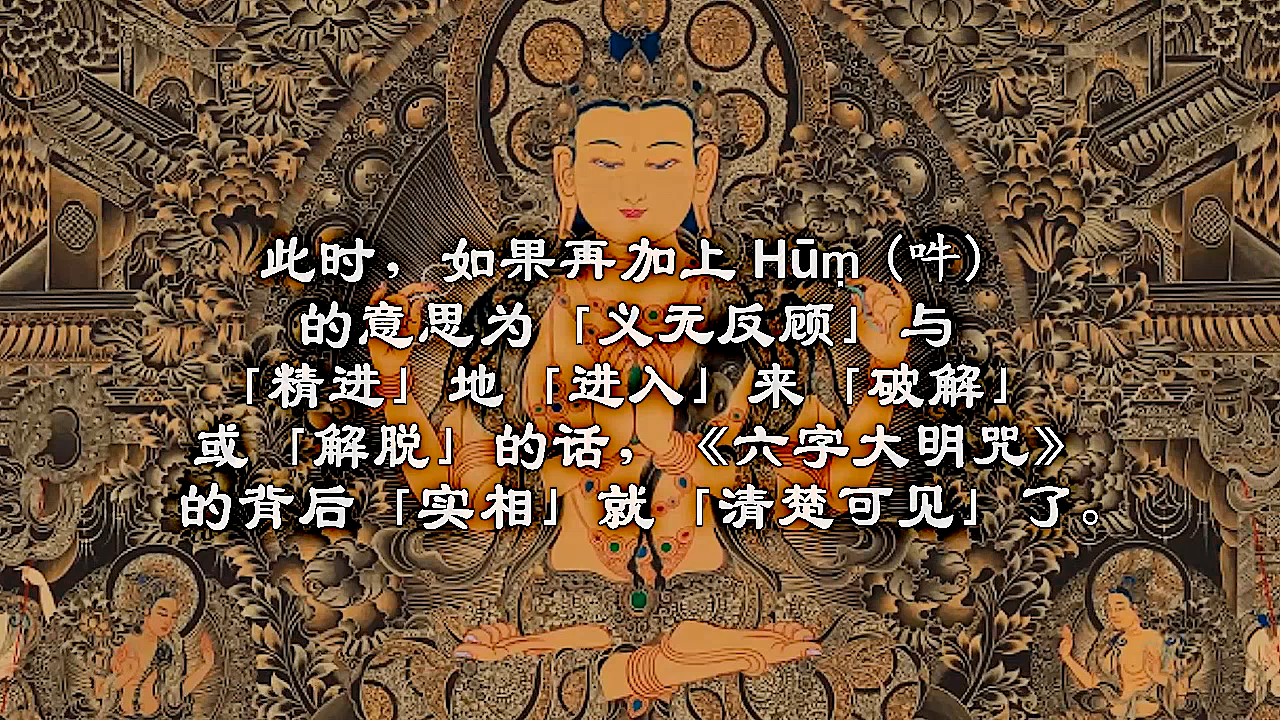 此时，如果再加上 Hūṃ（吽）
的意思为「义无反顾」与
「精进」地「进入」来「破解」
或「解脱」的话，《六字大明咒》
的背后「实相」就「清楚可见」了。